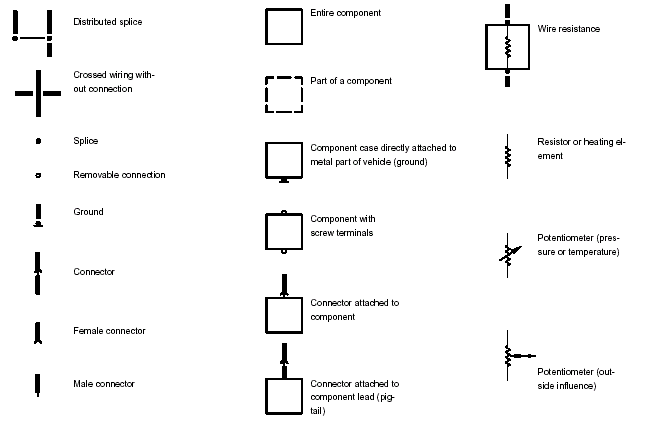 Distributed splice
Crossed wiring with-
out connection
Splice
Removable connection
Ground
Connector
Female connector
Male connector
Entire component
Part of a component
Component case directly attached to
metal part of vehicle (ground)
Component with
screw terminals
Connector attached to
component
Connector attached to
component lead (pig-
tail)
Wire resistance
Resistor or heating el-
ement
Potentiometer (pres-
sure or temperature)
Potentiometer (out-
side influence)